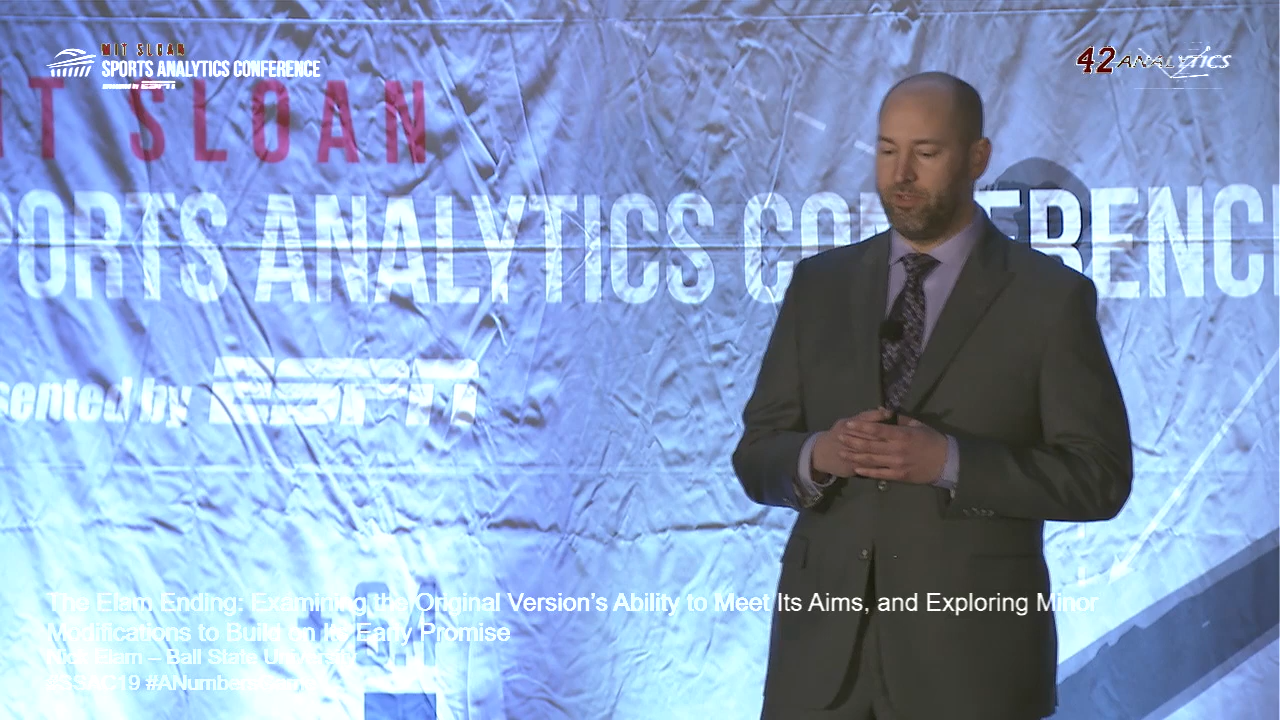 MIT SLOAN
SPORTS ANALYTICS CONFERENCE
42 ANALYTICS
IT SLOAN
ORTS ANALYTICS CONFERENC
sented by ESPN
The Elam Ending: Examining the Original Version's Ability to Meet Its Aims, and Exploring Minor
Modifications to Build on Its Early Promise
Nick Elam – Ball State University
#SSAC19